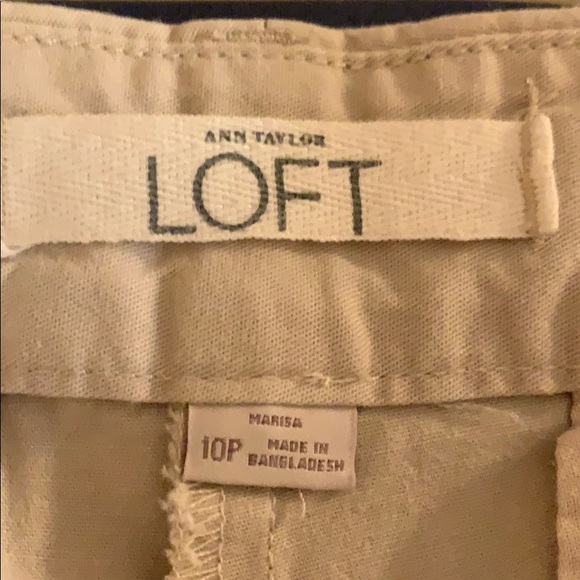 ANN TAYLOR
LOFT
MARISA
10P MADE IN
BANGLADESH